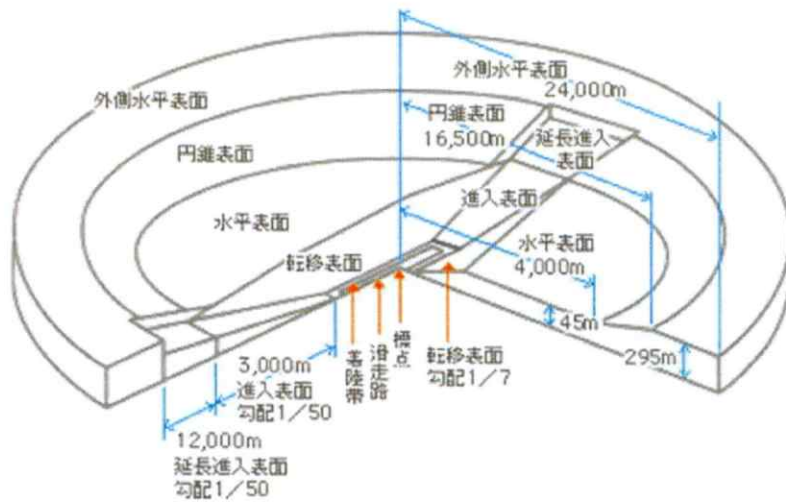 外側水平表面
24,000m
外側水平表面
円錐表面
16,500m
延長進入
表面
円錐表面
進入表面
水平表面
水平表面
4,000m
転移表面
45m
295m
3,000m
進入表面
勾配1/50
着陸帯
滑走路
標点
転移表面
勾配1/7
12,000m
延長進入表面
勾配1/50